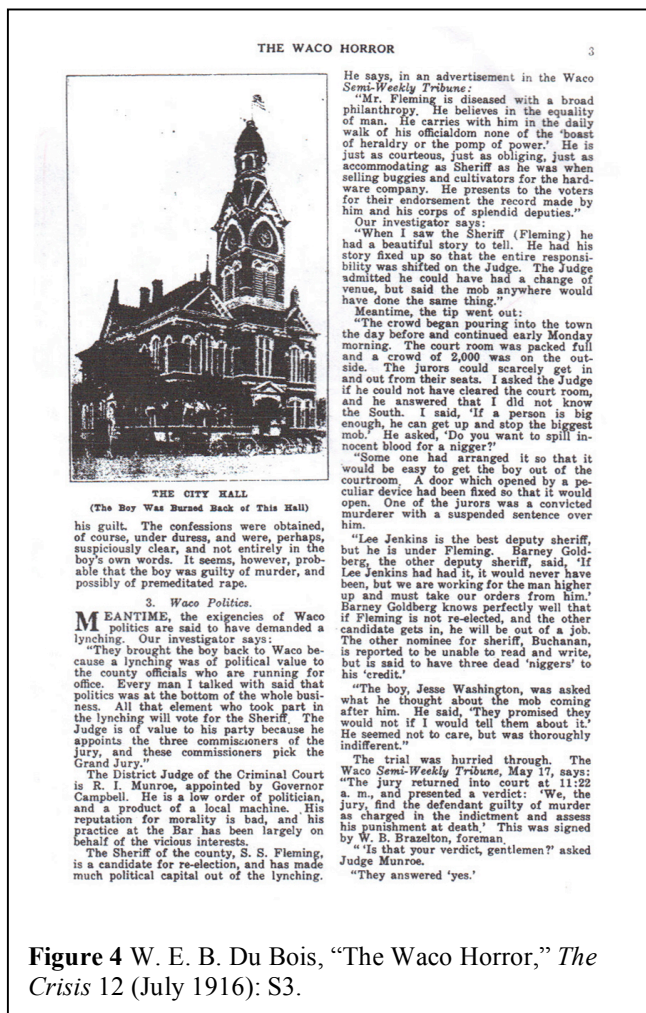 THE WACO HORROR
3
THE CITY HALL
(The Boy Was Burned Back of This Hall)
his guilt. The confessions were obtained,
of course, under duress, and were, perhaps,
suspiciously clear, and not entirely in the
boy's own words. It seems, however, prob-
able that the boy was guilty of murder, and
possibly of premeditated rape.
3. Waco Politics.
MEANTIME, the exigencies of Waco
politics are said to have demanded a
lynching. Our investigator says:
"They brought the boy back to Waco be-
cause a lynching was of political value to
the county officials who are running for
office. Every man I talked with said that
politics was at the bottom of the whole busi-
ness. All that element who took part in
the lynching will vote for the Sheriff. The
Judge is of value to his party because he
appoints the three commissioners of the
jury, and these commissioners pick the
Grand Jury."
The District Judge of the Criminal Court
is R. I. Munroe, appointed by Governor
Campbell. He is a low order of politician,
and a product of a local machine. His
reputation for morality is bad, and his
practice at the Bar has been largely on
behalf of the vicious interests.
The Sheriff of the county, S. S. Fleming,
is a candidate for re-election, and has made
much political capital out of the lynching.
He says, in an advertisement in the Waco
Semi-Weekly Tribune:
"Mr. Fleming is diseased with a broad
philanthropy. He believes in the equality
of man. He carries with him in the daily
walk of his officialdom none of the 'boast
of heraldry or the pomp of power.' He is
just as courteous, just as obliging, just as
accommodating as Sheriff as he was when
selling buggies and cultivators for the hard-
ware company. He presents to the voters
for their endorsement the record made by
him and his corps of splendid deputies."
Our investigator says:
"When I saw the Sheriff (Fleming) he
had a beautiful story to tell. He had his
story fixed up so that the entire responsi-
bility was shifted on the Judge. The Judge
admitted he could have had a change of
venue, but said the mob anywhere would
have done the same thing."
Meantime, the tip went out:
"The crowd began pouring into the town
the day before and continued early Monday
morning. The court room was packed full
and a crowd of 2,000 was on the out-
side. The jurors could scarcely get in
and out from their seats. I asked the Judge
if he could not have cleared the court room,
and he answered that I did not know
the South. I said, 'If a person is big
enough, he can get up and stop the biggest
mob.' He asked, 'Do you want to spill in-
nocent blood for a nigger?'
"Some one had arranged it so that it
would be easy to get the boy out of the
courtroom. A door which opened by a pe-
culiar device had been fixed so that it would
open. One of the jurors was a convicted
murderer with a suspended sentence over
him.
"Lee Jenkins is the best deputy sheriff,
but he is under Fleming. Barney Gold-
berg, the other deputy sheriff, said, 'If
Lee Jenkins had had it, it would never have
been, but we are working for the man higher
up and must take our orders from him.'
Barney Goldberg knows perfectly well that
if Fleming is not re-elected, and the other
candidate gets in, he will be out of a job.
The other nominee for sheriff, Buchanan,
is reported to be unable to read and write,
but is said to have three dead 'niggers' to
his 'credit.'
"The boy, Jesse Washington, was asked
what he thought about the mob coming
after him. He said, 'They promised they
would not if I would tell them about it.'
He seemed not to care, but was thoroughly
indifferent."
The trial was hurried through. The
Waco Semi-Weekly Tribune, May 17, says:
"The jury returned into court at 11:22
a. m., and presented a verdict: 'We, the
jury, find the defendant guilty of murder
as charged in the indictment and assess
his punishment at death.' This was signed
by W. B. Brazelton, foreman.
"'Is that your verdict, gentlemen?' asked
Judge Munroe.
"They answered 'yes.'
Figure 4 W. E. B. Du Bois, "The Waco Horror," The
Crisis 12 (July 1916): S3.